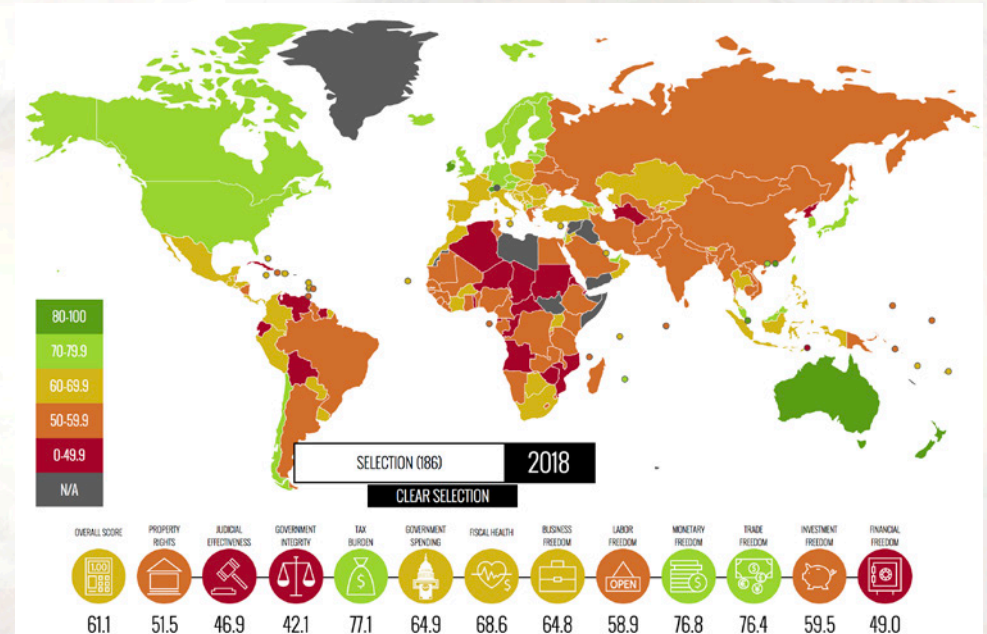 80-100
70-79.9
60-69.9
50-59.9
0-49.9
N/A
SELECTION (186)
2018
CLEAR SELECTION
OVERALL SCORE
PROPERTY
RIGHTS
JUDICIAL
EFFECTIVENESS
GOVERNMENT
INTEGRITY
TAX
BURDEN
GOVERNMENT
SPENDING
FISCAL HEALTH
BUSINESS
FREEDOM
LABOR
FREEDOM
MONETARY
FREEDOM
TRADE
FREEDOM
INVESTMENT
FREEDOM
FINANCIAL
FREEDOM
1.00
$
$
OPEN
$
$
61.1 51.5 46.9 42.1 77.1 64.9 68.6 64.8 58.9 76.8 76.4 59.5 49.0